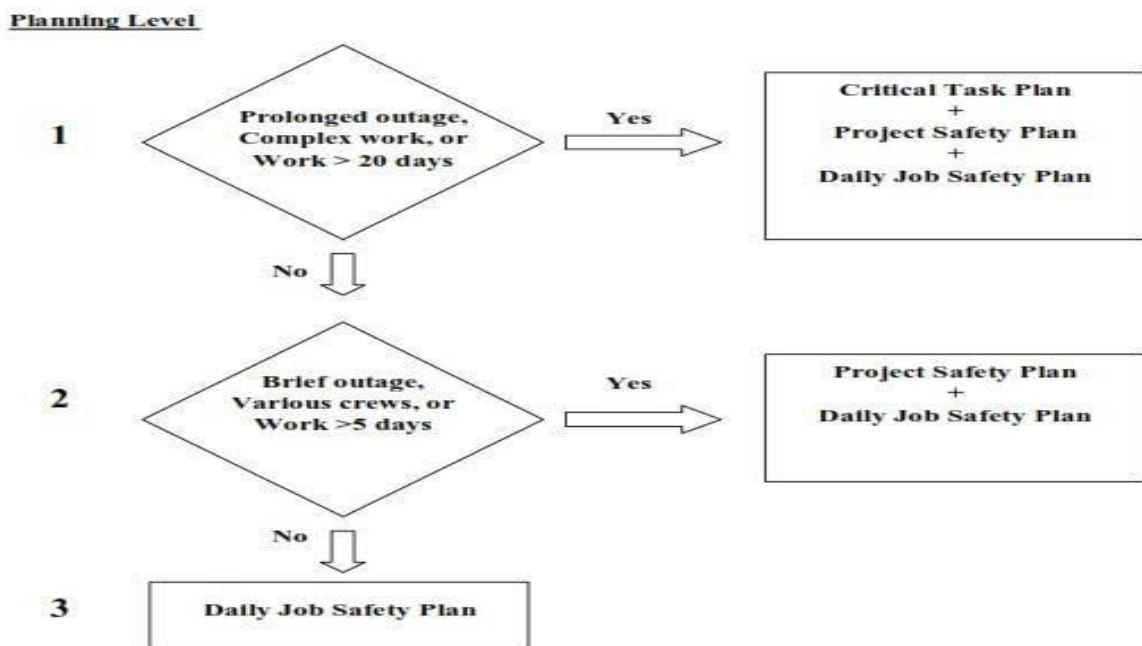 Planning Level
1
Prolonged outage,
Complex work, or
Work > 20 days
Yes
Critical Task Plan
+
Project Safety Plan
+
Daily Job Safety Plan
No
2
Brief outage,
Various crews, or
Work >5 days
Yes
Project Safety Plan
+
Daily Job Safety Plan
No
3
Daily Job Safety Plan